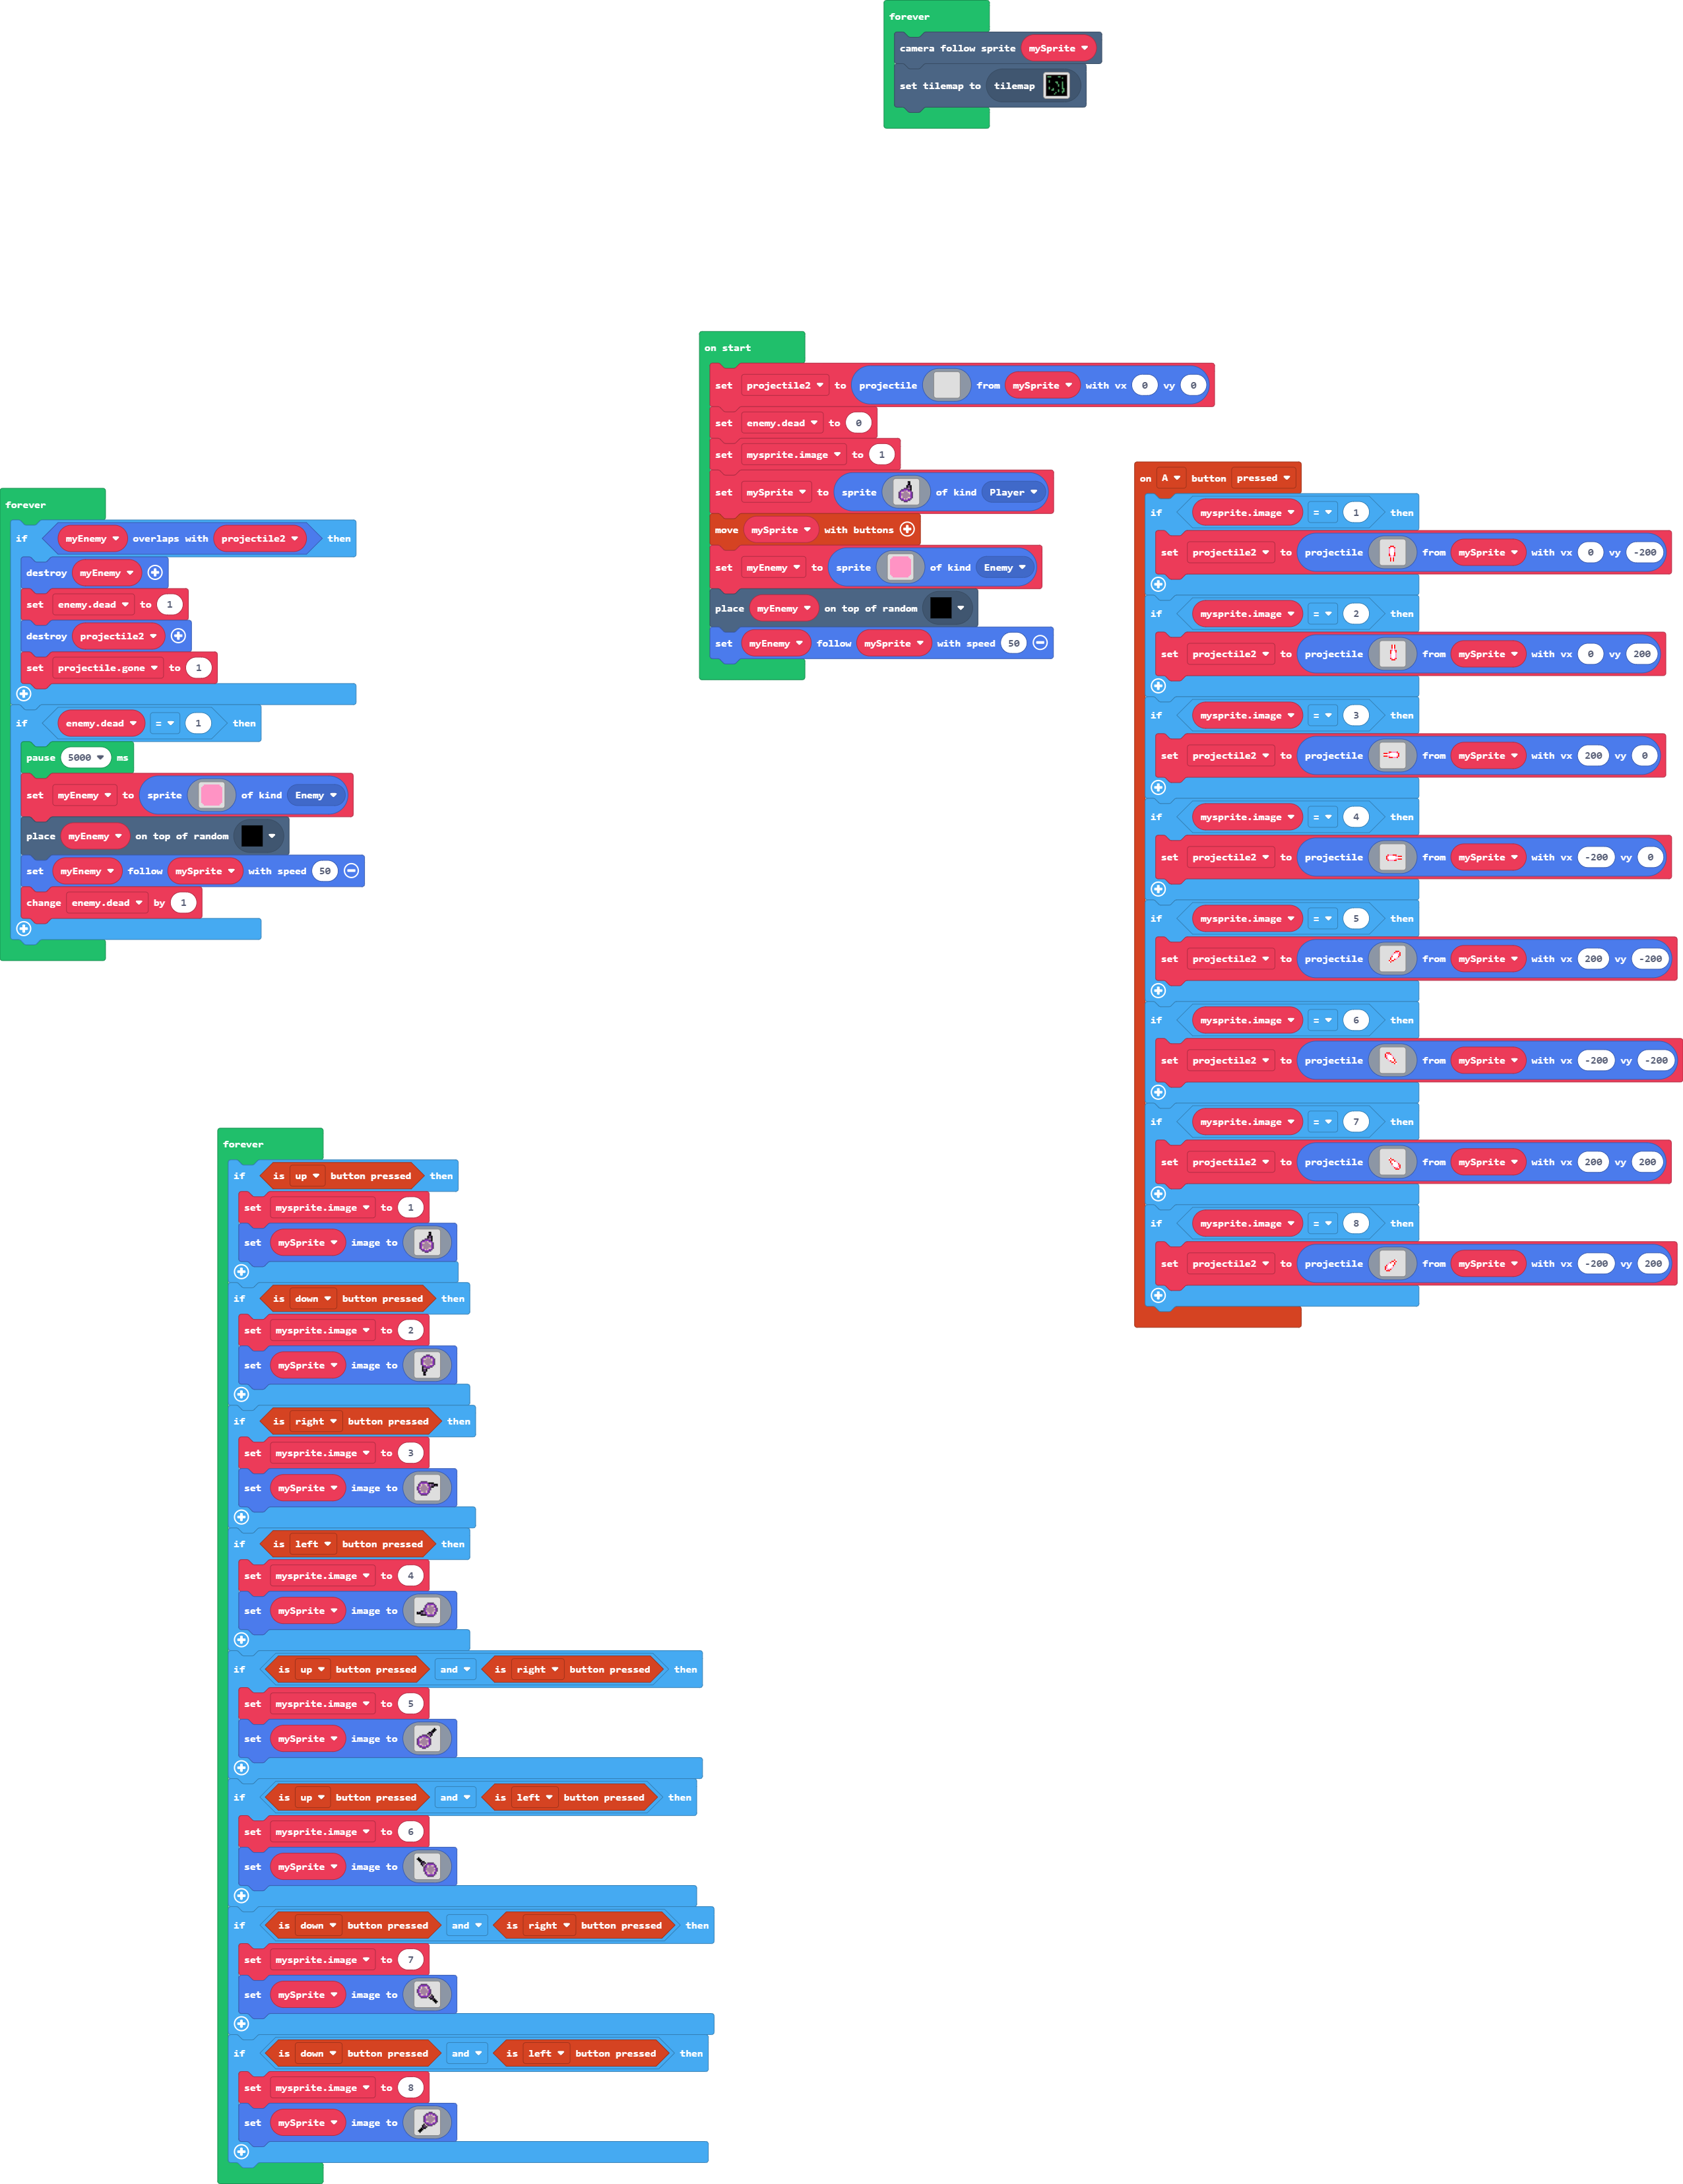 forever
camera follow sprite mySprite
set tilemap to tilemap
on start
set projectile2 to projectile from mySprite with vx 0 vy 0
set enemy.dead to 0
set mysprite.image to 1
set mySprite to sprite of kind Player
move mySprite with buttons
set myEnemy to sprite of kind Enemy
place myEnemy on top of random
set myEnemy follow mySprite with speed 50
forever
if myEnemy overlaps with projectile2 then
destroy myEnemy
set enemy.dead to 1
destroy projectile2
set projectile.gone to 1
if enemy.dead = 1 then
pause 5000 ms
set myEnemy to sprite of kind Enemy
place myEnemy on top of random
set myEnemy follow mySprite with speed 50
change enemy.dead by 1
on A button pressed
if mysprite.image = 1 then
set projectile2 to projectile from mySprite with vx 0 vy -200
if mysprite.image = 2 then
set projectile2 to projectile from mySprite with vx 0 vy 200
if mysprite.image = 3 then
set projectile2 to projectile from mySprite with vx 200 vy 0
if mysprite.image = 4 then
set projectile2 to projectile from mySprite with vx -200 vy 0
if mysprite.image = 5 then
set projectile2 to projectile from mySprite with vx 200 vy -200
if mysprite.image = 6 then
set projectile2 to projectile from mySprite with vx -200 vy -200
if mysprite.image = 7 then
set projectile2 to projectile from mySprite with vx 200 vy 200
if mysprite.image = 8 then
set projectile2 to projectile from mySprite with vx -200 vy 200
forever
if is up button pressed then
set mysprite.image to 1
set mySprite image to
if is down button pressed then
set mysprite.image to 2
set mySprite image to
if is right button pressed then
set mysprite.image to 3
set mySprite image to
if is left button pressed then
set mysprite.image to 4
set mySprite image to
if is up button pressed and is right button pressed then
set mysprite.image to 5
set mySprite image to
if is up button pressed and is left button pressed then
set mysprite.image to 6
set mySprite image to
if is down button pressed and is right button pressed then
set mysprite.image to 7
set mySprite image to
if is down button pressed and is left button pressed then
set mysprite.image to 8
set mySprite image to